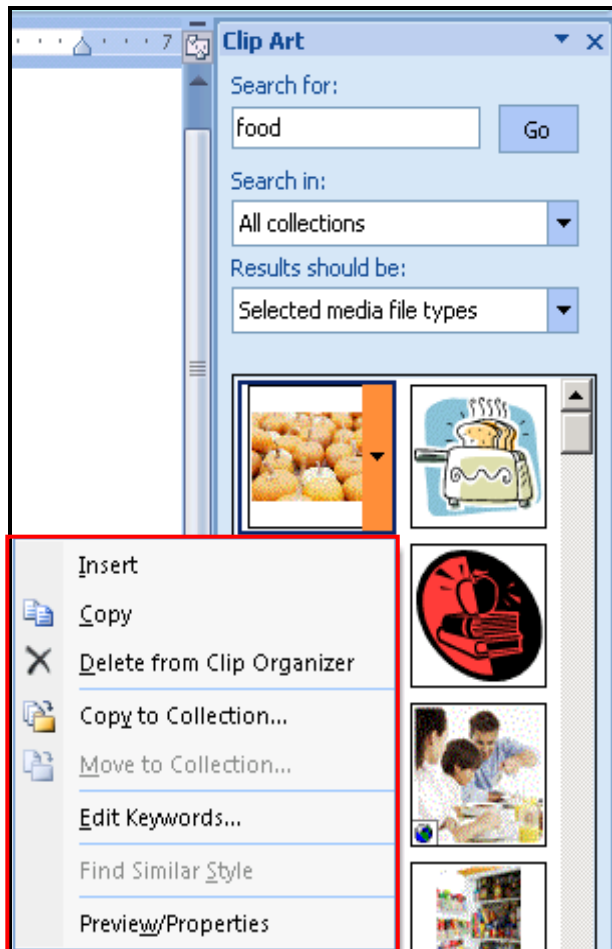 7
Clip Art
Search for:
food
Go
Search in:
All collections
Results should be:
Selected media file types
Insert
Copy
Delete from Clip Organizer
Copy to Collection...
Move to Collection...
Edit Keywords...
Find Similar Style
Preview/Properties